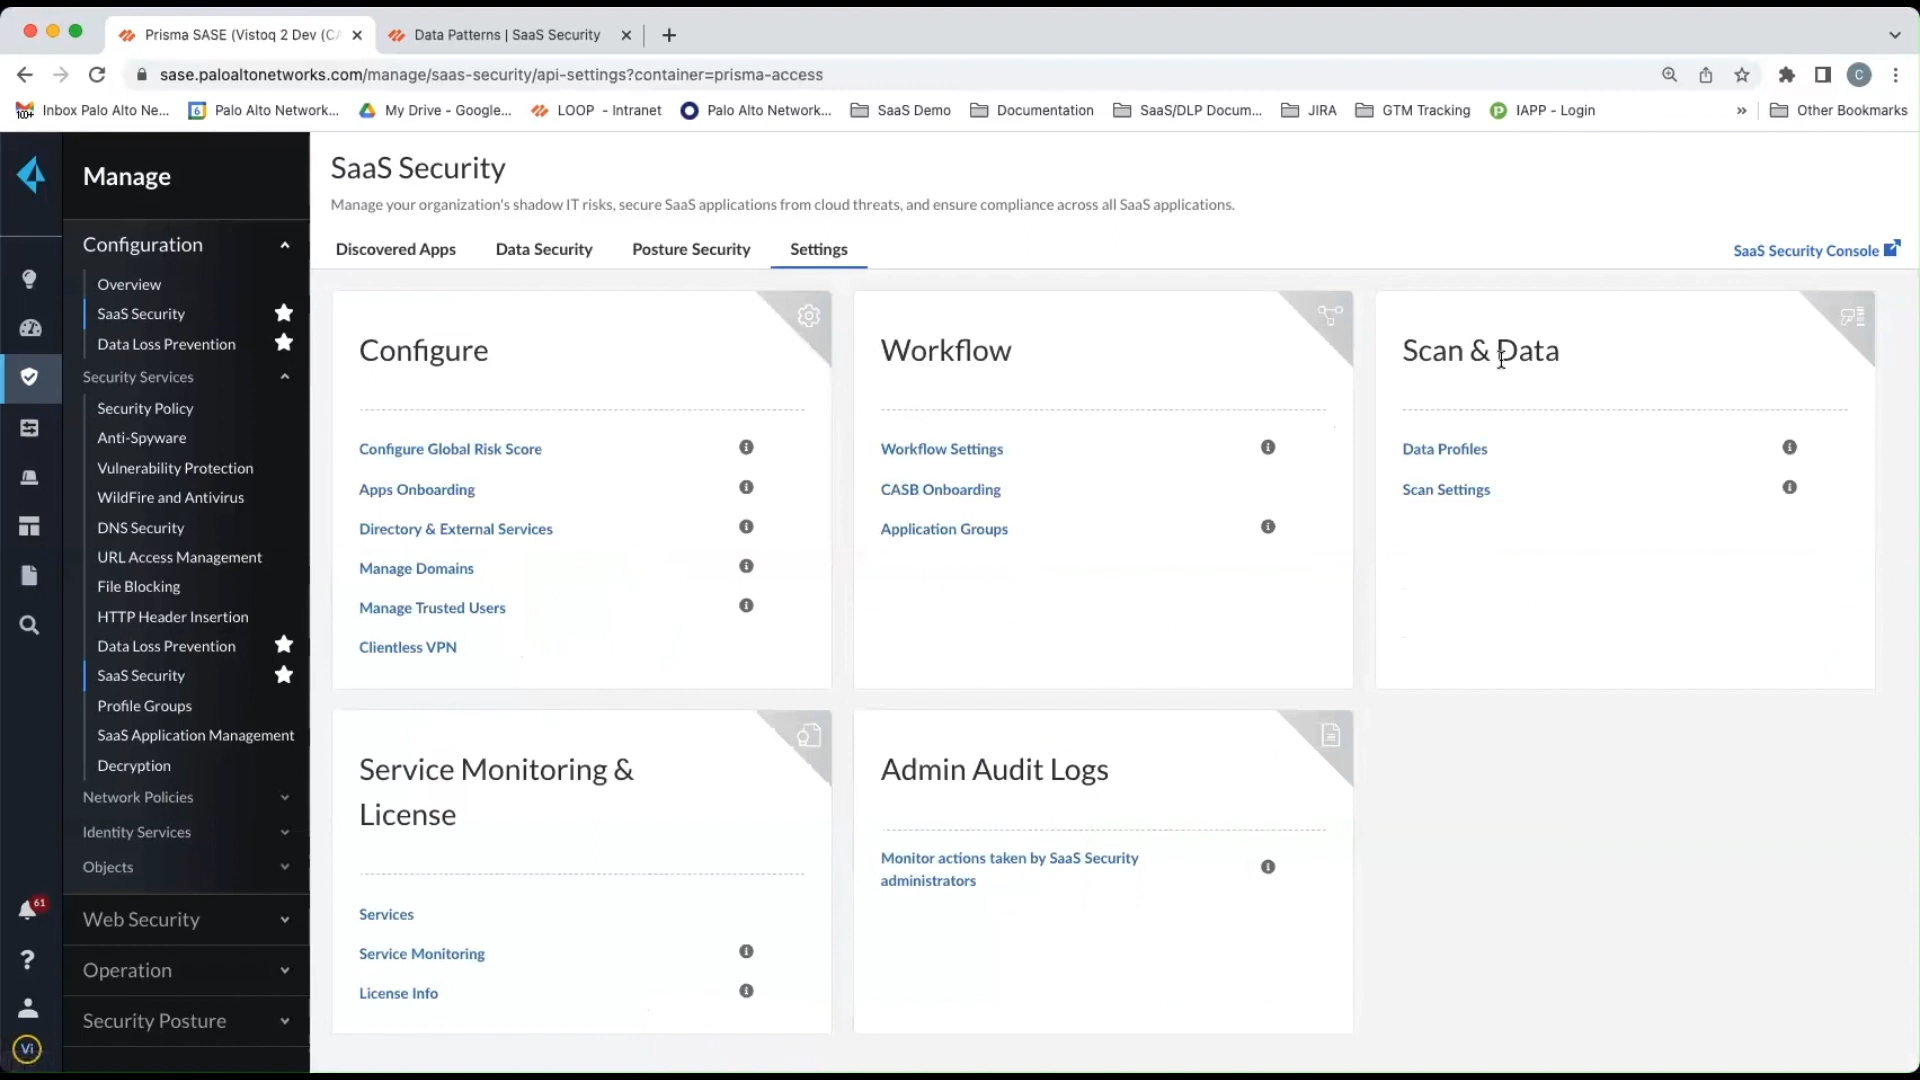 Prisma SASE (Vistoq 2 Dev (CA
Data Patterns | SaaS Security
sase.paloaltonetworks.com/manage/saas-security/api-settings?container=prisma-access
C
100+
Inbox Palo Alto Ne...
6
Palo Alto Network...
My Drive - Google...
LOOP - Intranet
Palo Alto Network...
SaaS Demo
Documentation
SaaS/DLP Docum...
JIRA
GTM Tracking
IAPP - Login
»
Other Bookmarks
Manage
Configuration
Overview
SaaS Security
Data Loss Prevention
Security Services
Security Policy
Anti-Spyware
Vulnerability Protection
WildFire and Antivirus
DNS Security
URL Access Management
File Blocking
HTTP Header Insertion
Data Loss Prevention
SaaS Security
Profile Groups
SaaS Application Management
Decryption
Network Policies
Identity Services
Objects
Web Security
Operation
Security Posture
61
Vi
SaaS Security
Manage your organization's shadow IT risks, secure SaaS applications from cloud threats, and ensure compliance across all SaaS applications.
Discovered Apps
Data Security
Posture Security
Settings
SaaS Security Console
Configure
Configure Global Risk Score
Apps Onboarding
Directory & External Services
Manage Domains
Manage Trusted Users
Clientless VPN
Workflow
Workflow Settings
CASB Onboarding
Application Groups
Scan & Data
Data Profiles
Scan Settings
Service Monitoring &
License
Services
Service Monitoring
License Info
Admin Audit Logs
Monitor actions taken by SaaS Security
administrators